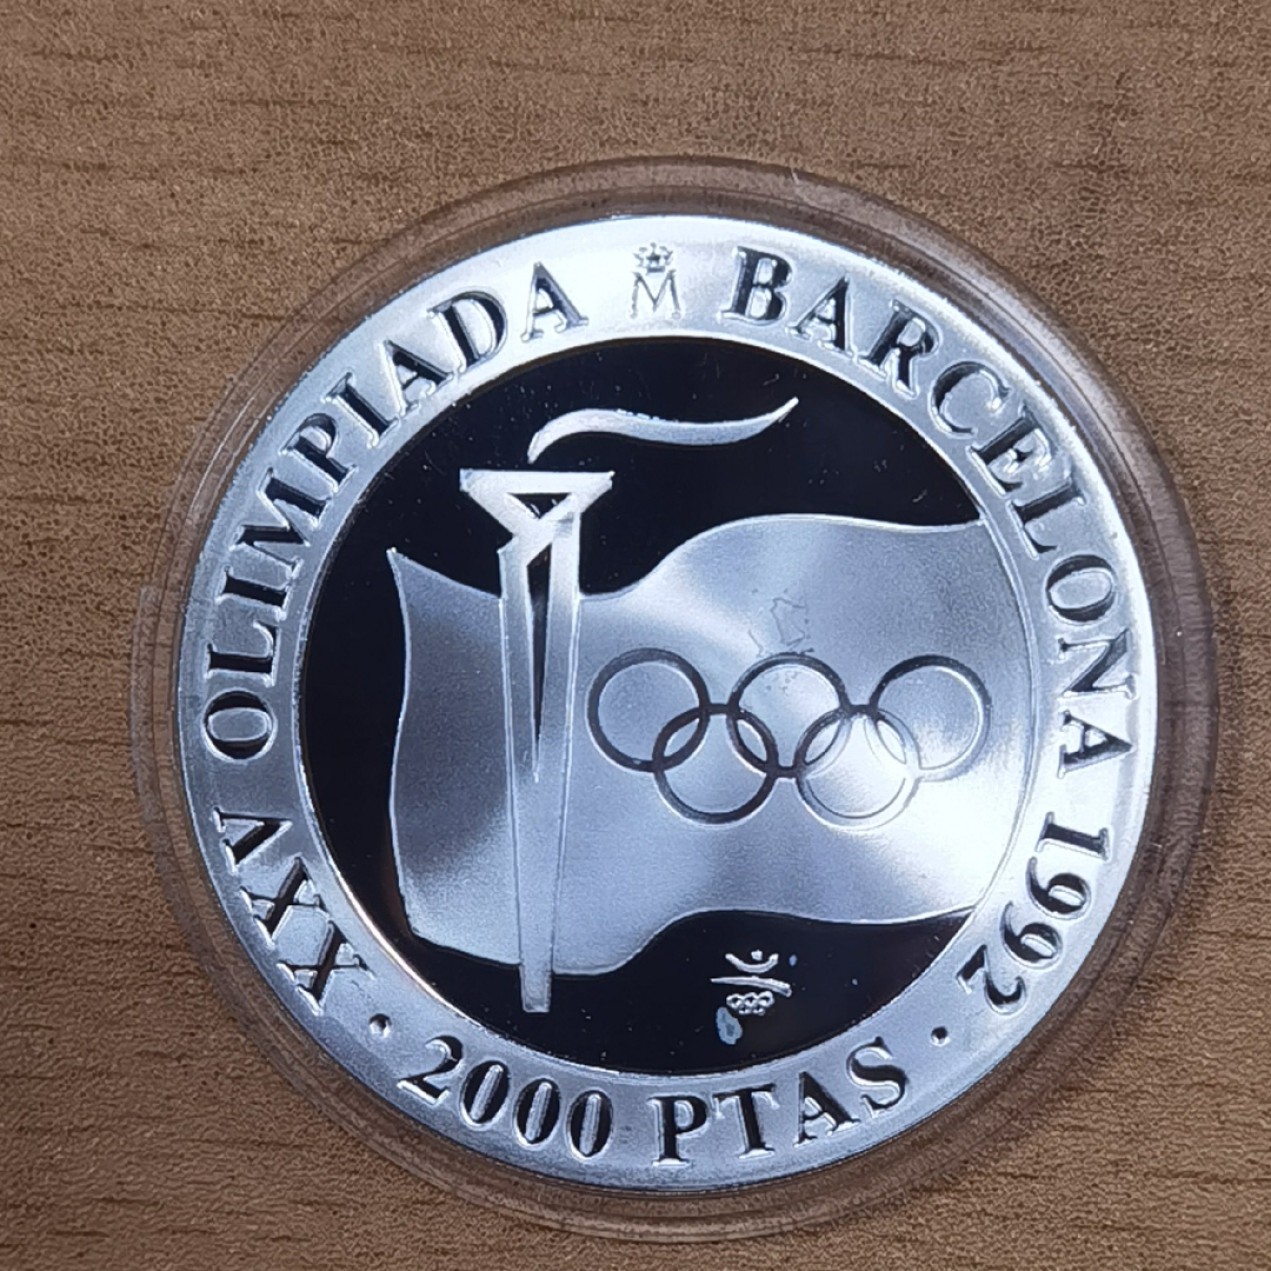 XXV OLIMPIADA M BARCELONA 1992
· 2000 PTAS ·